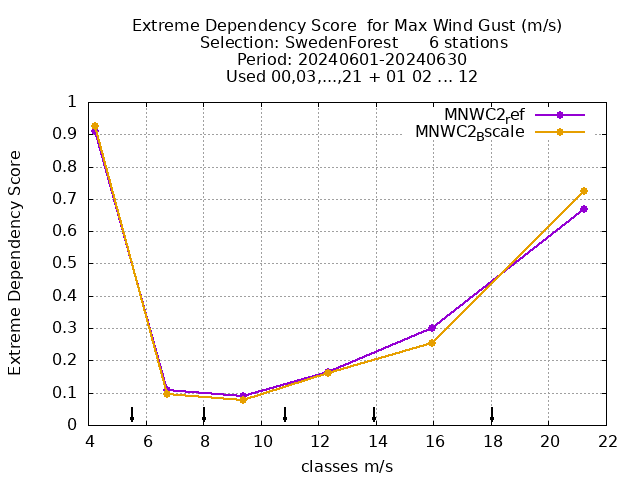 Extreme Dependency Score  for Max Wind Gust (m/s)
Selection: SwedenForest      6 stations
Period: 20240601-20240630
Used 00,03,...,21 + 01 02 ... 12
MNWC2_ref
MNWC2_Bscale
Extreme Dependency Score
1
0.9
0.8
0.7
0.6
0.5
0.4
0.3
0.2
0.1
0
4 6 8 10 12 14 16 18 20 22
classes m/s